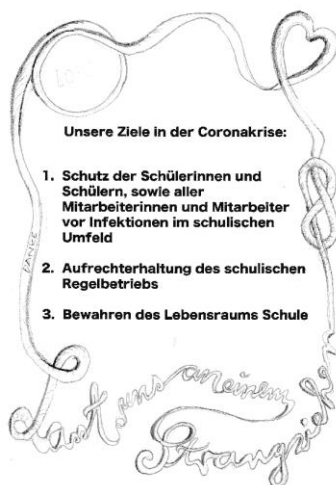 Unsere Ziele in der Coronakrise:
1. Schutz der Schülerinnen und
Schülern, sowie aller
Mitarbeiterinnen und Mitarbeiter
vor Infektionen im schulischen
Umfeld
2. Aufrechterhaltung des schulischen
Regelbetriebs
3. Bewahren des Lebensraums Schule
DANGE
Lasst uns an einem
Strang ziehen